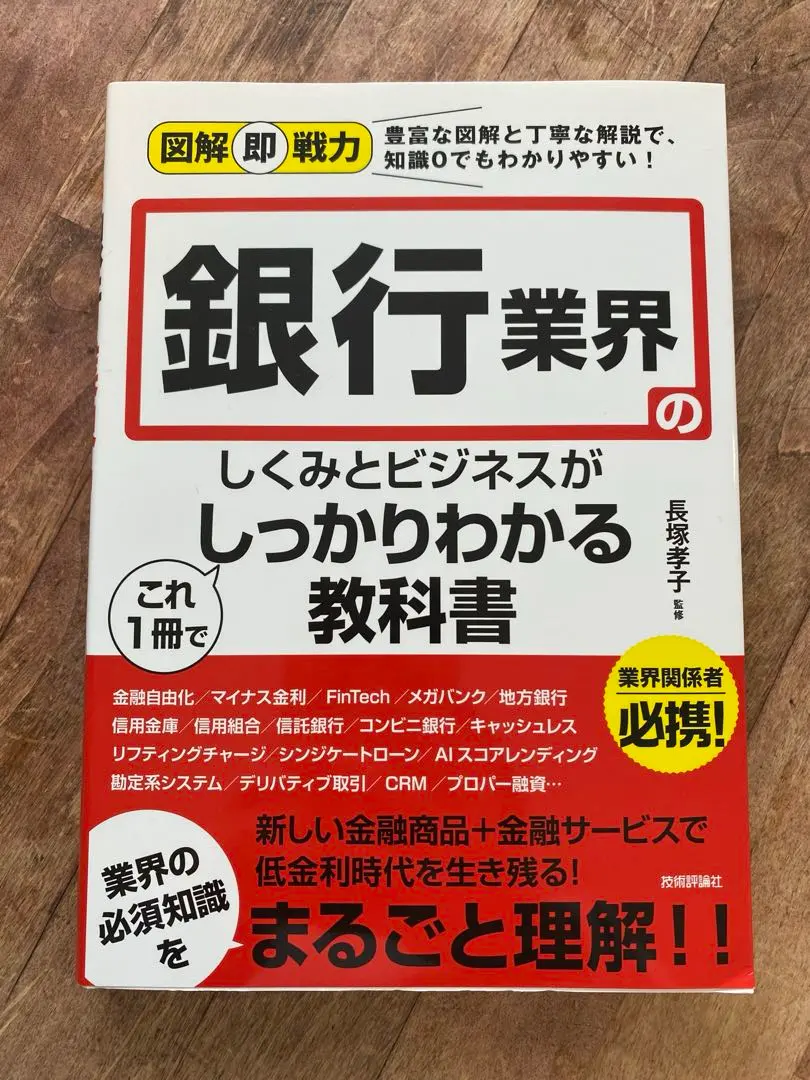 図解即戦力
豊富な図解と丁寧な解説で、
知識0でもわかりやすい！
銀行業界の
しくみとビジネスが
しっかりわかる
教科書
これ
1冊で
長塚孝子 監修
業界関係者
必携！
金融自由化／マイナス金利／FinTech／メガバンク／地方銀行
信用金庫／信用組合／信託銀行／コンビニ銀行／キャッシュレス
リフティングチャージ／シンジケートローン／AIスコアレンディング
勘定系システム／デリバティブ取引／CRM／プロパー融資…
新しい金融商品＋金融サービスで
低金利時代を生き残る！
技術評論社
業界の
必須知識
を
まるごと理解！！